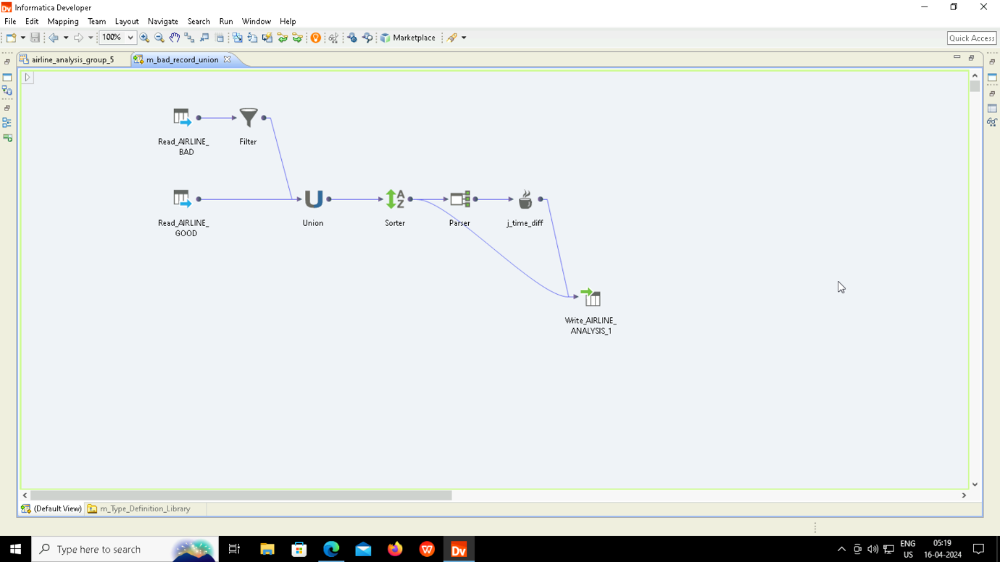 Dv Informatica Developer
File Edit Mapping Team Layout Navigate Search Run Window Help
100% Marketplace Quick Access
airline_analysis_group_5 m_bad_record_union
Read_AIRLINE_
BAD
Filter
Read_AIRLINE_
GOOD
U
Union
A
Z
Sorter
Parser
j_time_diff
Write_AIRLINE_
ANALYSIS_1
(Default View) m_Type_Definition_Library
Type here to search
W
Dv
ENG
US
05:19
16-04-2024